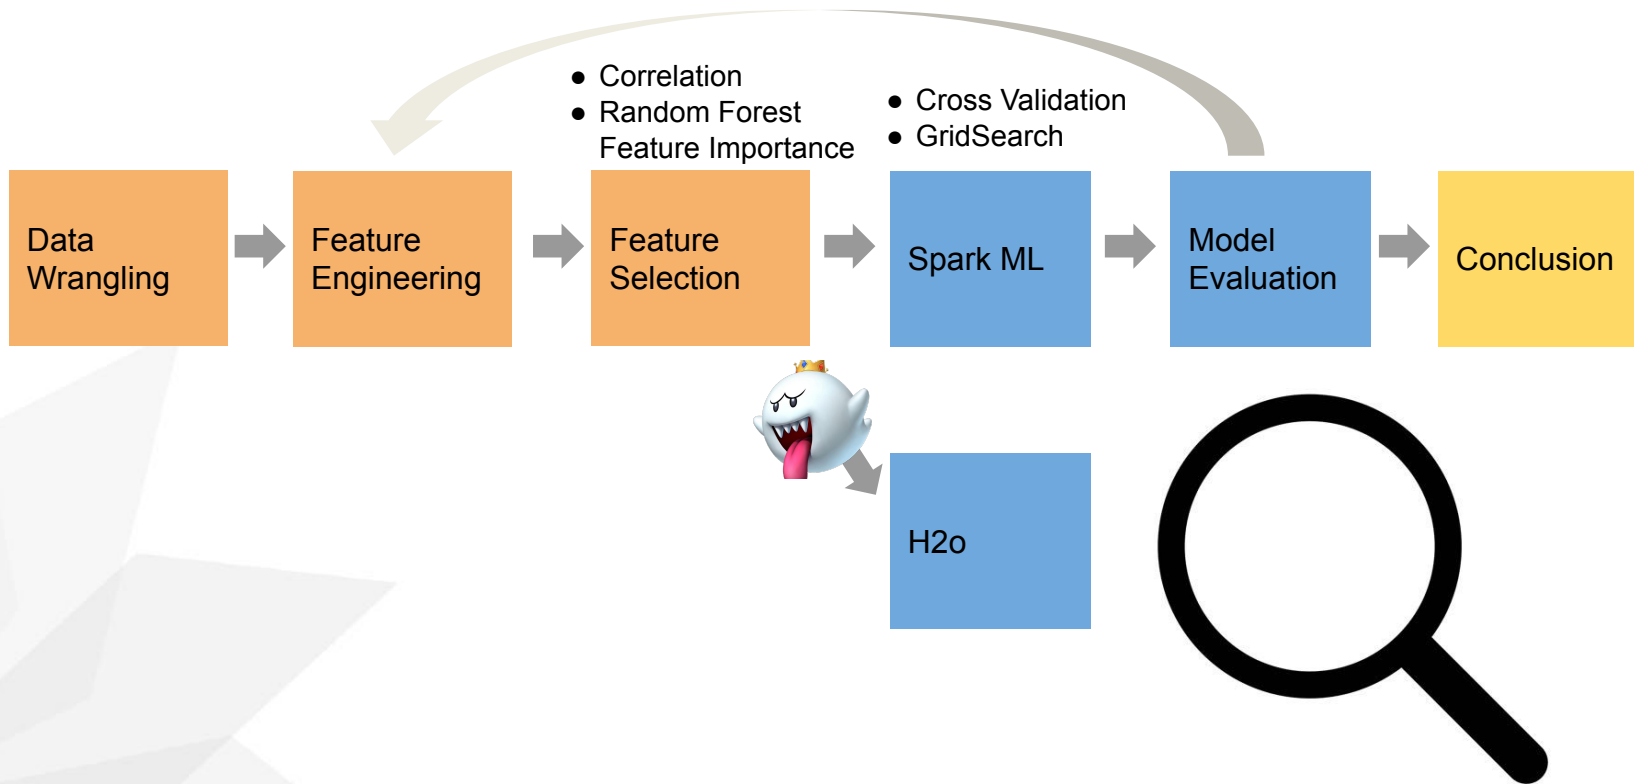 ● Correlation
● Random Forest
Feature Importance
● Cross Validation
● GridSearch
Data
Wrangling
Feature
Engineering
Feature
Selection
Spark ML
Model
Evaluation
Conclusion
H2o